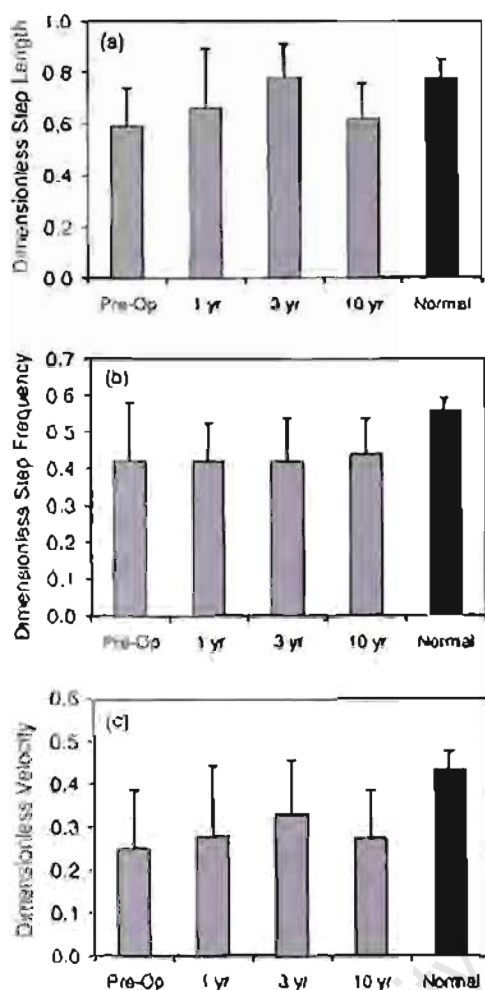 (a)
Dimensionless Step Length
1.0
0.8
0.6
0.4
0.2
0.0
Pre-Op 1 yr 3 yr 10 yr Normal
(b)
Dimensionless Step Frequency
0.7
0.6
0.5
0.4
0.3
0.2
0.1
0.0
Pre-Op 1 yr 3 yr 10 yr Normal
(c)
Dimensionless Velocity
0.6
0.5
0.4
0.3
0.2
0.1
0.0
Pre-Op 1 yr 3 yr 10 yr Normal